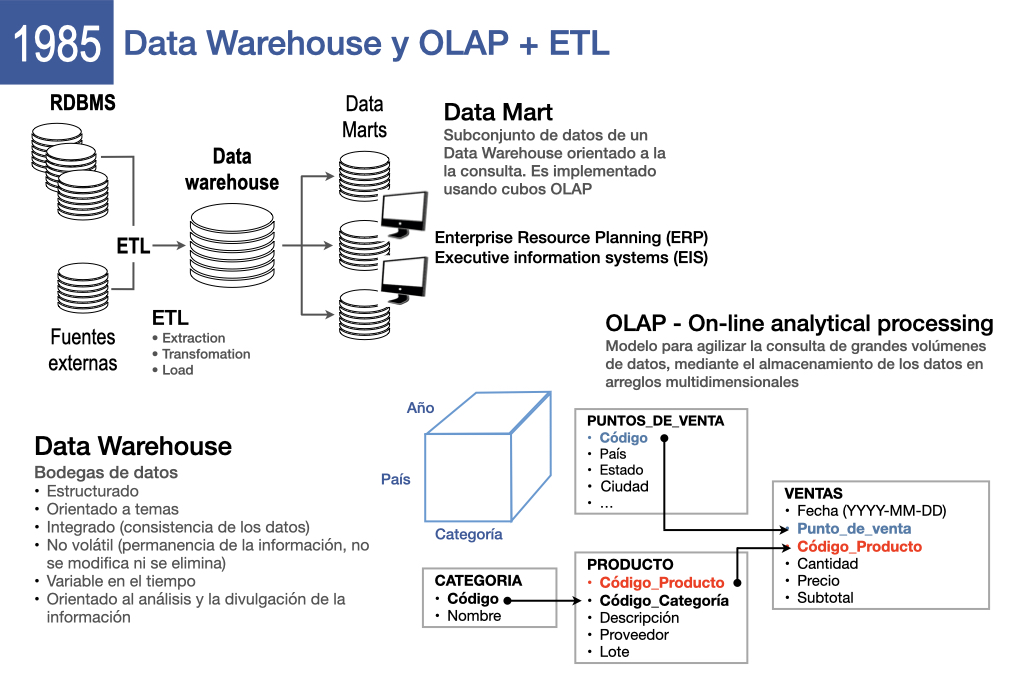 1985
Data Warehouse y OLAP + ETL
RDBMS
Data
Marts
Data
warehouse
ETL
Fuentes
externas
ETL
• Extraction
• Transfomation
• Load
Data Mart
Subconjunto de datos de un
Data Warehouse orientado a la
la consulta. Es implementado
usando cubos OLAP
Enterprise Resource Planning (ERP)
Executive information systems (EIS)
OLAP - On-line analytical processing
Modelo para agilizar la consulta de grandes volúmenes
de datos, mediante el almacenamiento de los datos en
arreglos multidimensionales
Data Warehouse
Bodegas de datos
• Estructurado
• Orientado a temas
• Integrado (consistencia de los datos)
• No volátil (permanencia de la información, no
se modifica ni se elimina)
• Variable en el tiempo
• Orientado al análisis y la divulgación de la
información
Año
País
Categoría
PUNTOS_DE_VENTA
• Código
• País
• Estado
• Ciudad
• ...
CATEGORIA
• Código
• Nombre
PRODUCTO
• Código_Producto
• Código_Categoría
• Descripción
• Proveedor
• Lote
VENTAS
• Fecha (YYYY-MM-DD)
• Punto_de_venta
• Código_Producto
• Cantidad
• Precio
• Subtotal